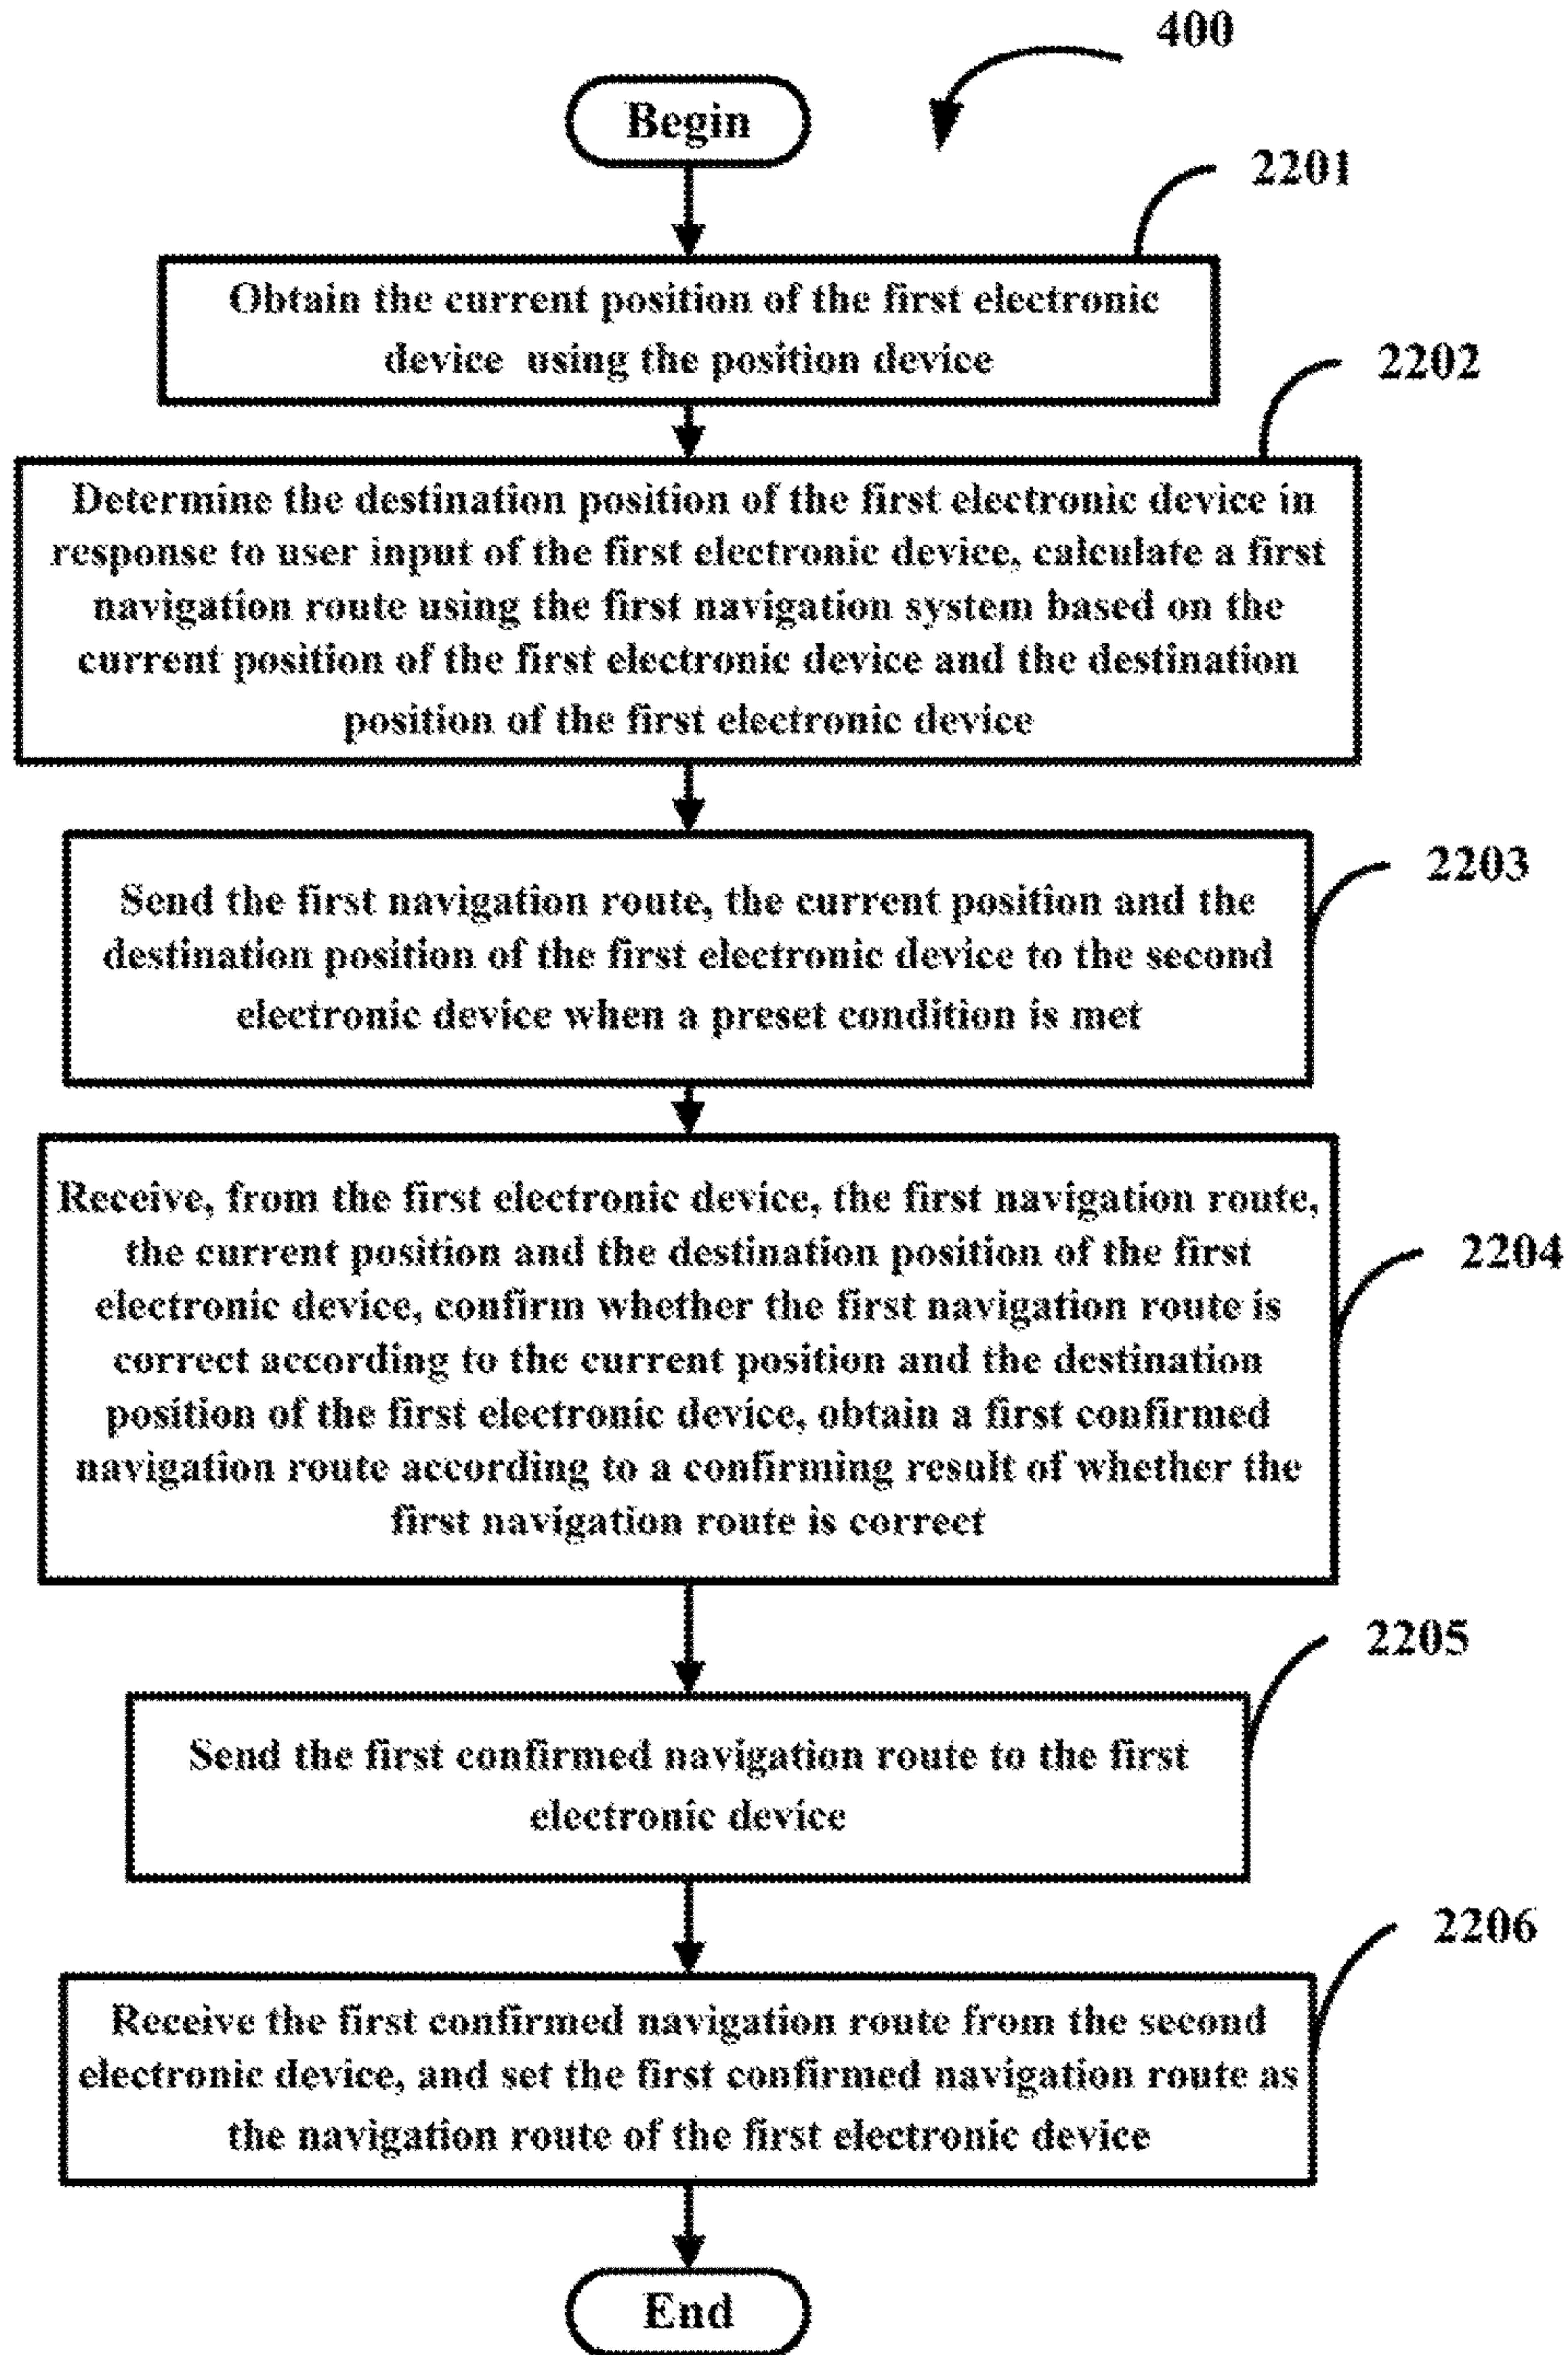 400
Begin
2201
Obtain the current position of the first electronic
device using the position device
2202
Determine the destination position of the first electronic device in
response to user input of the first electronic device, calculate a first
navigation route using the first navigation system based on the
current position of the first electronic device and the destination
position of the first electronic device
2203
Send the first navigation route, the current position and the
destination position of the first electronic device to the second
electronic device when a preset condition is met
2204
Receive, from the first electronic device, the first navigation route,
the current position and the destination position of the first
electronic device, confirm whether the first navigation route is
correct according to the current position and the destination
position of the first electronic device, obtain a first confirmed
navigation route according to a confirming result of whether the
first navigation route is correct
2205
Send the first confirmed navigation route to the first
electronic device
2206
Receive the first confirmed navigation route from the second
electronic device, and set the first confirmed navigation route as
the navigation route of the first electronic device
End